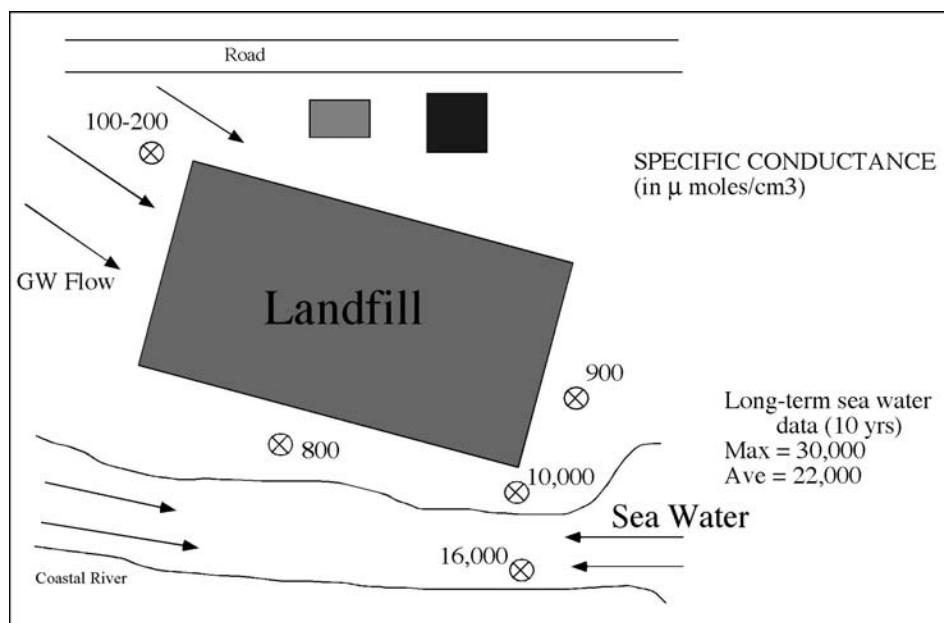 Road
100-200
SPECIFIC CONDUCTANCE
(in μ moles/cm3)
GW Flow
Landfill
900
Long-term sea water
data (10 yrs)
Max = 30,000
Ave = 22,000
800
10,000
Sea Water
16,000
Coastal River